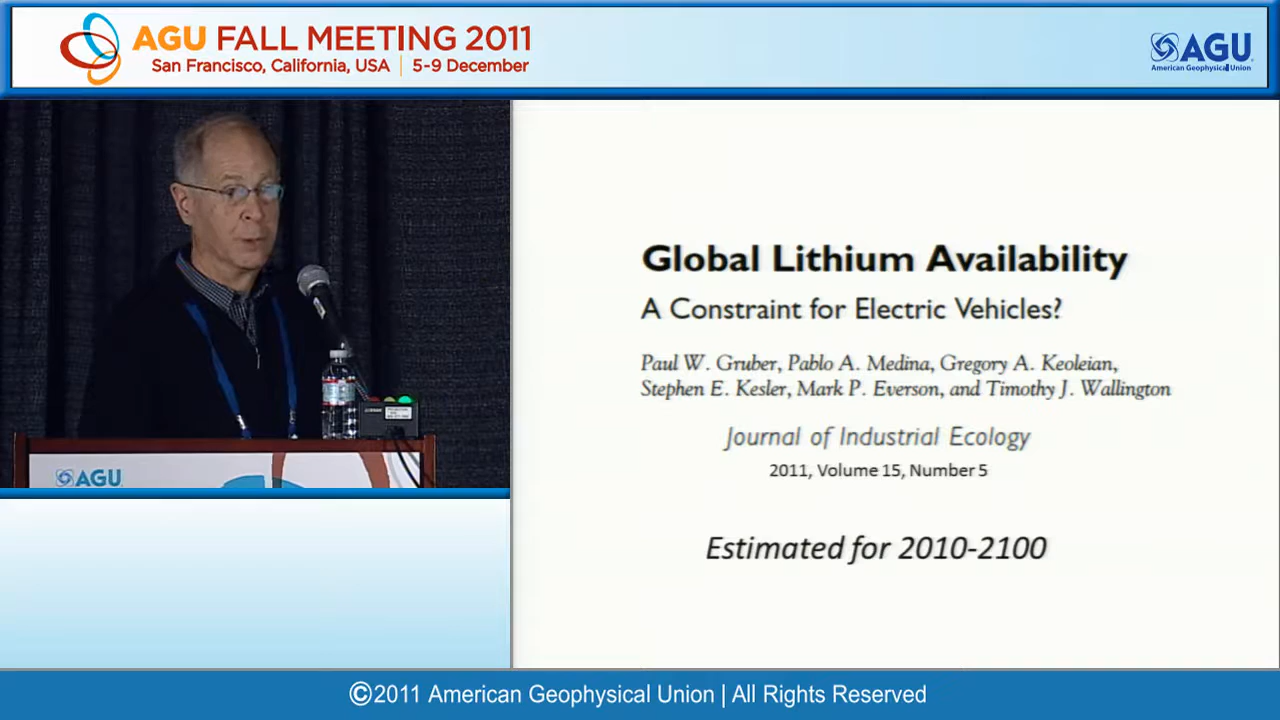 AGU FALL MEETING 2011
San Francisco, California, USA | 5-9 December
AGU
American Geophysical Union
Global Lithium Availability
A Constraint for Electric Vehicles?
Paul W. Gruber, Pablo A. Medina, Gregory A. Keoleian,
Stephen E. Kesler, Mark P. Everson, and Timothy J. Wallington
Journal of Industrial Ecology
2011, Volume 15, Number 5
Estimated for 2010-2100
AGU
©2011 American Geophysical Union | All Rights Reserved